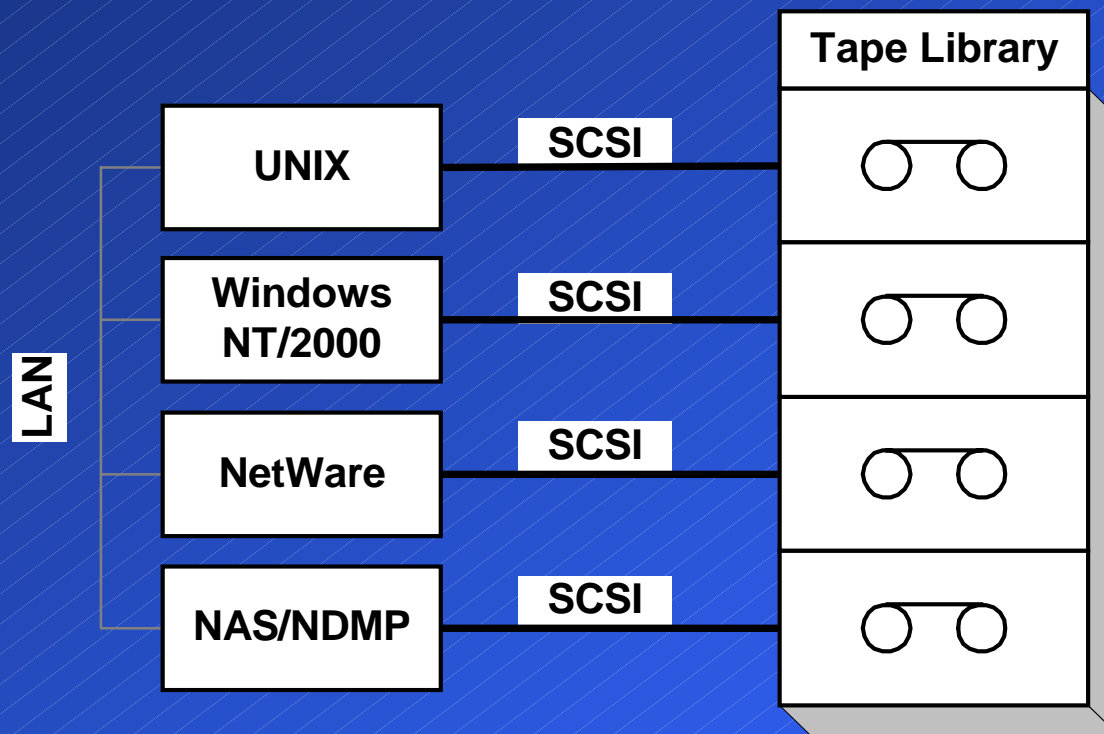 Tape Library
UNIX
SCSI
Windows
NT/2000
SCSI
LAN
NetWare
SCSI
NAS/NDMP
SCSI